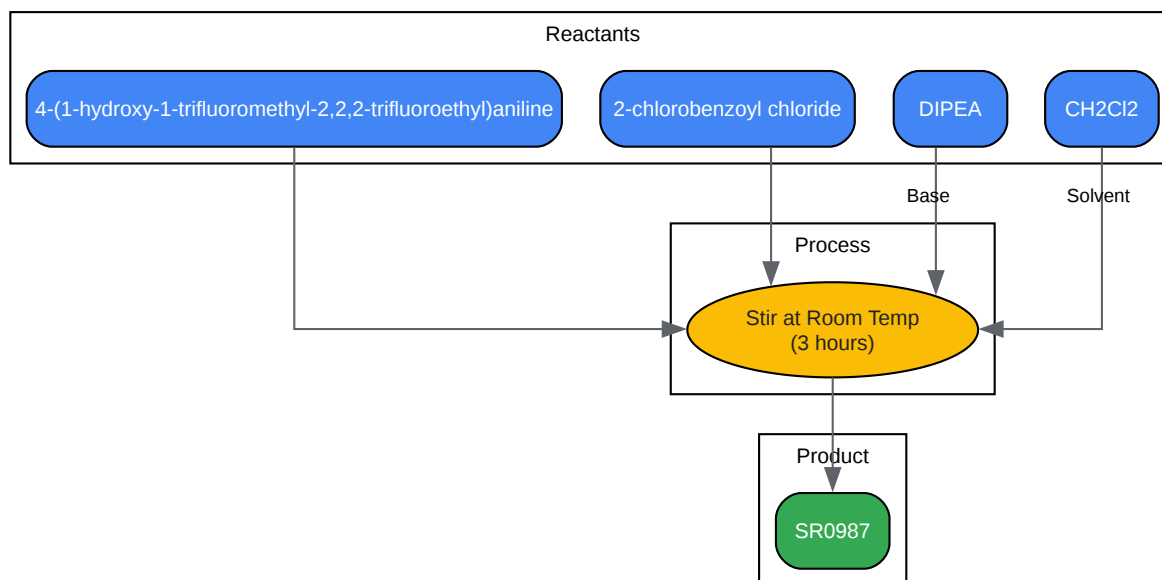 Reactants
4-(1-hydroxy-1-trifluoromethyl-2,2,2-trifluoroethyl)aniline
2-chlorobenzoyl chloride
DIPEA
CH2Cl2
Base
Solvent
Process
Stir at Room Temp
(3 hours)
Product
SR0987